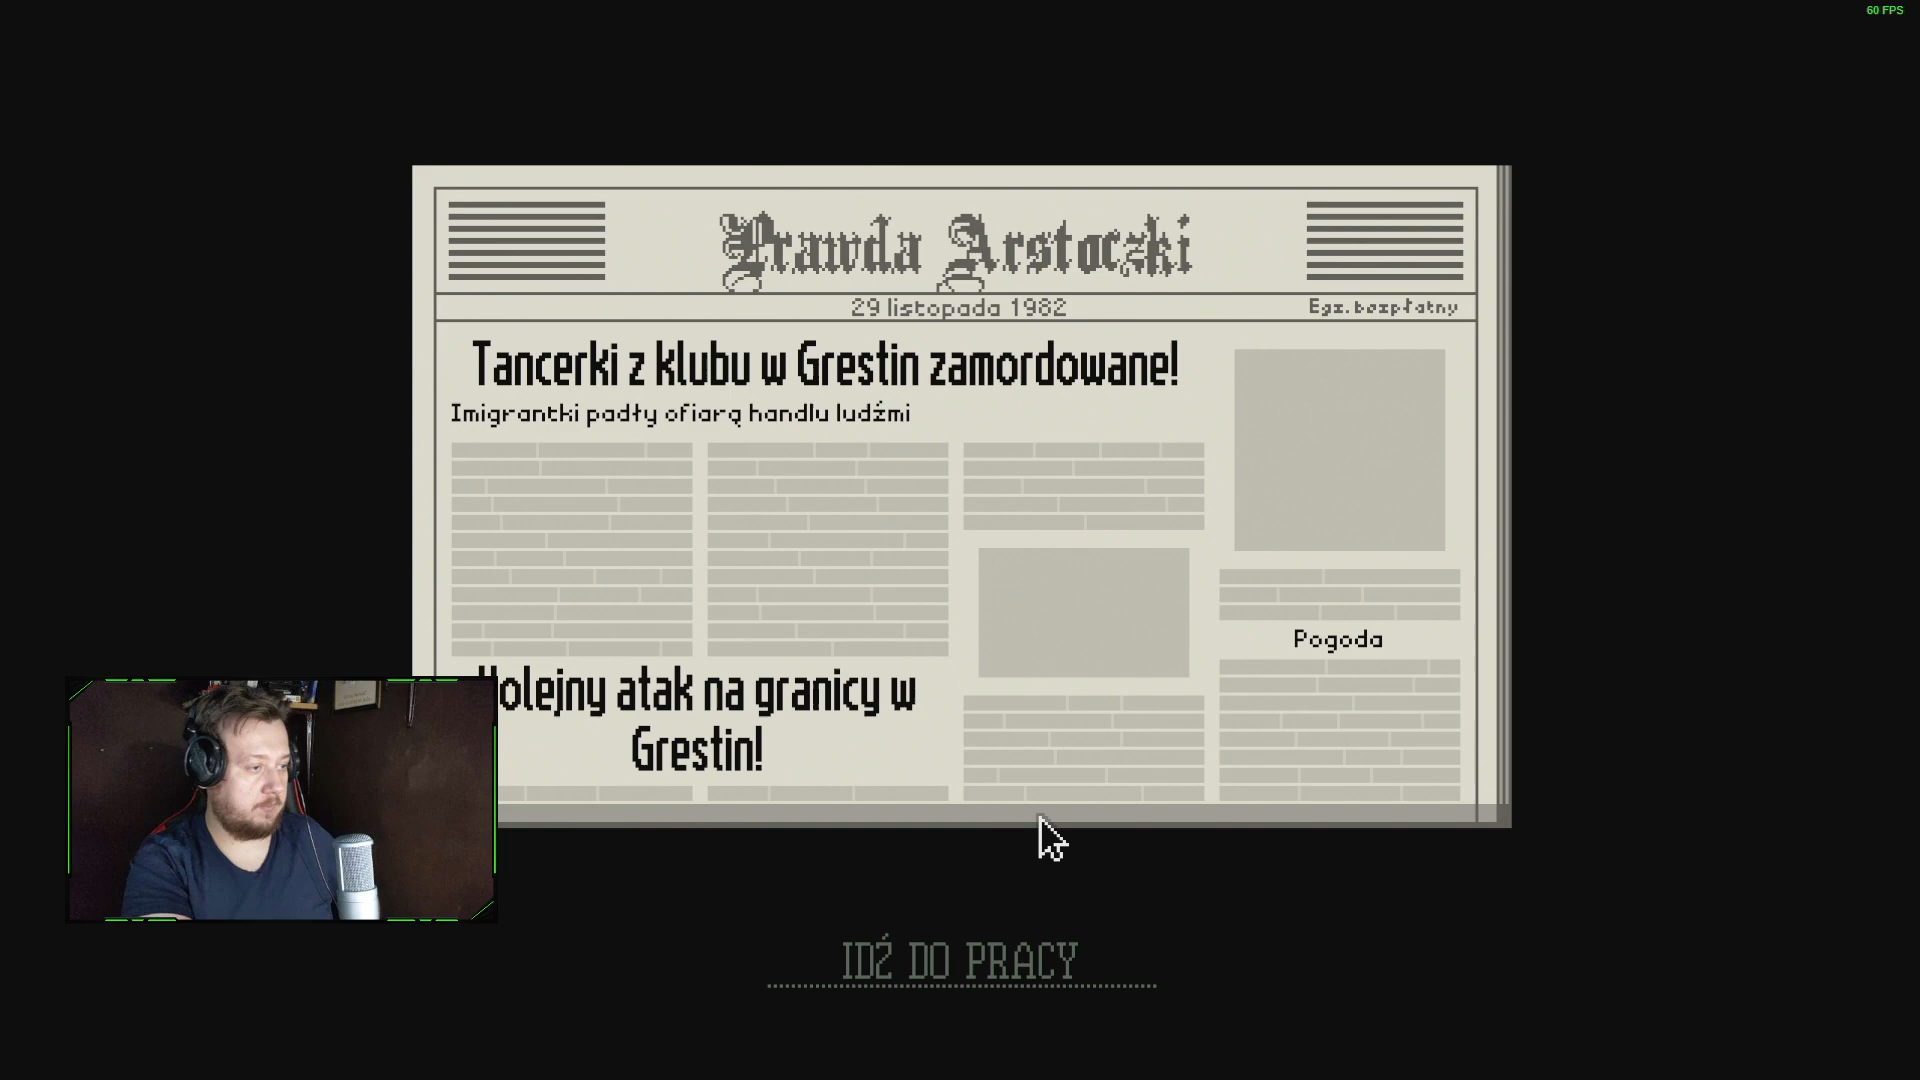 60 FPS
Prawda Arstoczki
29 listopada 1982
Egz. bezpłatny
Tancerki z klubu w Grestin zamordowane!
Imigrantki padły ofiarą handlu ludźmi
Pogoda
Kolejny atak na granicy w
Grestin!
IDŹ DO PRACY